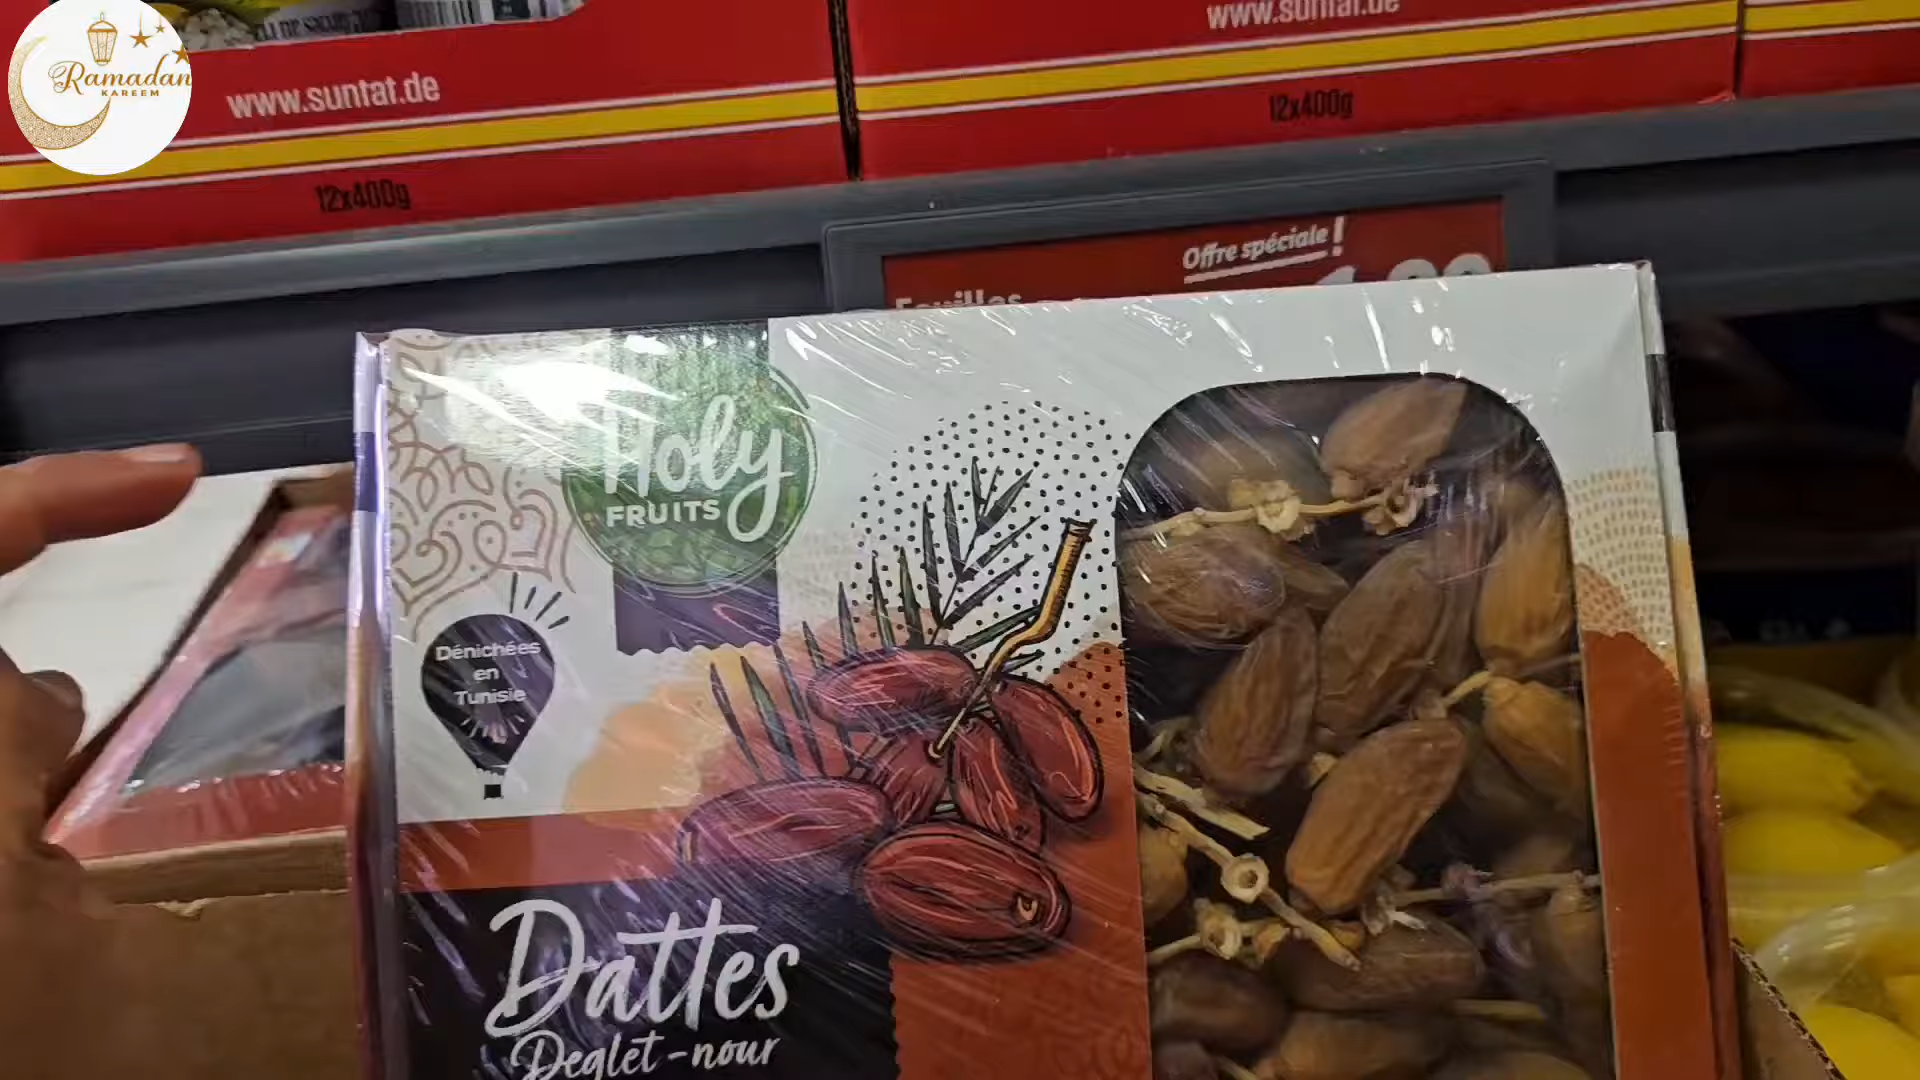 Ramadan
KAREEM
www.suntat.de
12x400g
www.suntat.de
12x400g
Offre spéciale !
Feuilles
Holy
FRUITS
Dénichées
en
Tunisie
Dattes
Deglet-nour